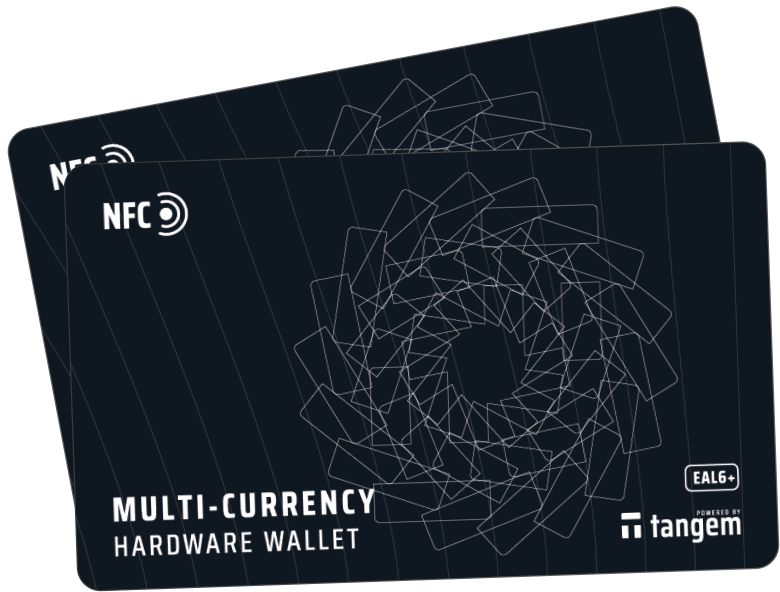 NFC
NFC
MULTI-CURRENCY
HARDWARE WALLET
EAL6+
POWERED BY
tangem